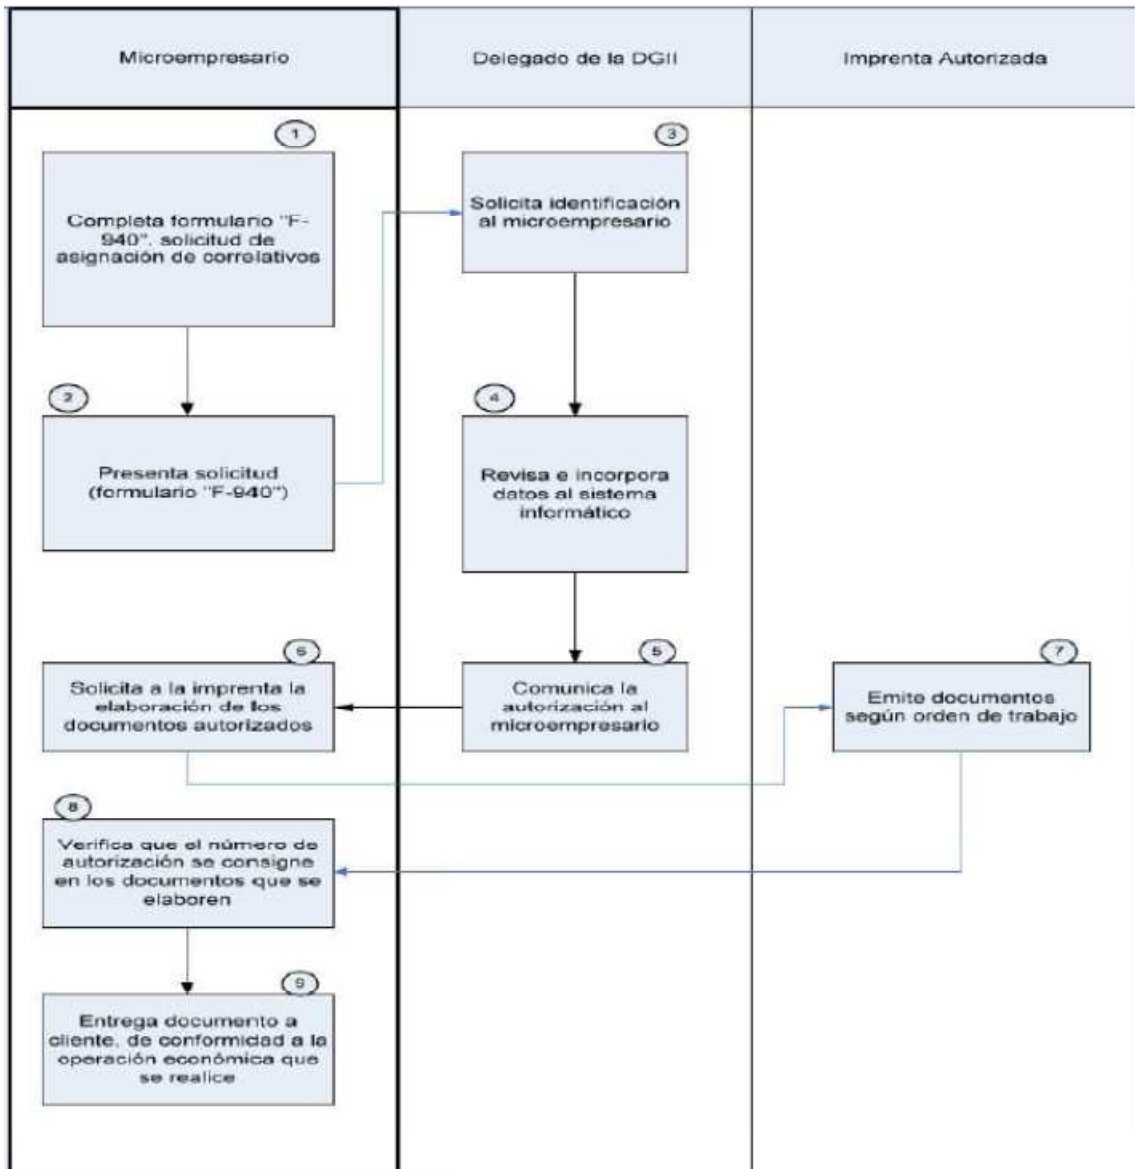 Microempresario
Delegado de la DGII
Imprenta Autorizada
1
Completa formulario "F-
940". solicitud de
asignación de correlativos
2
Presenta solicitud
(formulario "F-940")
3
Solicita identificación
al microempresario
4
Revisa e incorpora
datos al sistema
informático
5
Comunica la
autorización al
microempresario
6
Solicita a la imprenta la
elaboración de los
documentos autorizados
7
Emite documentos
según orden de trabajo
8
Verifica que el número de
autorización se consigne
en los documentos que se
elaboren
9
Entrega documento a
cliente, de conformidad a la
operación económica que
se realice